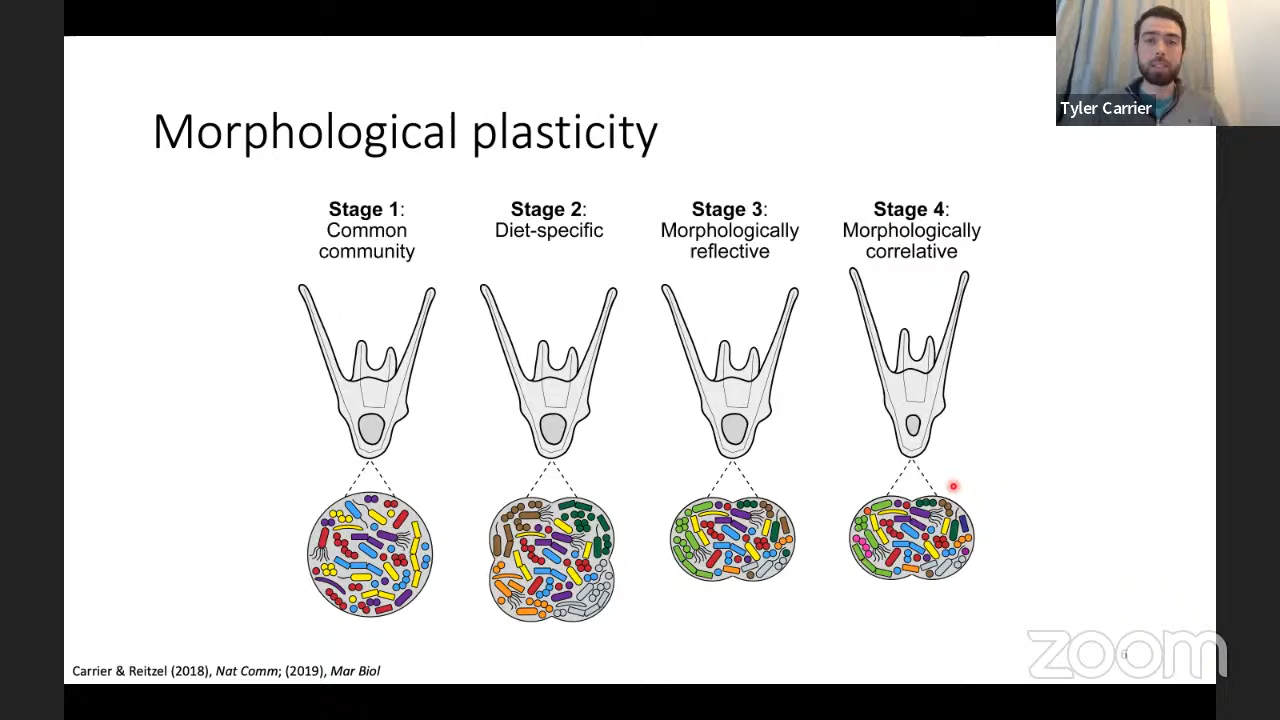 Tyler Carrier
Morphological plasticity
Stage 1:
Common
community
Stage 2:
Diet-specific
Stage 3:
Morphologically
reflective
Stage 4:
Morphologically
correlative
Carrier & Reitzel (2018), Nat Comm; (2019), Mar Biol
6
zoom